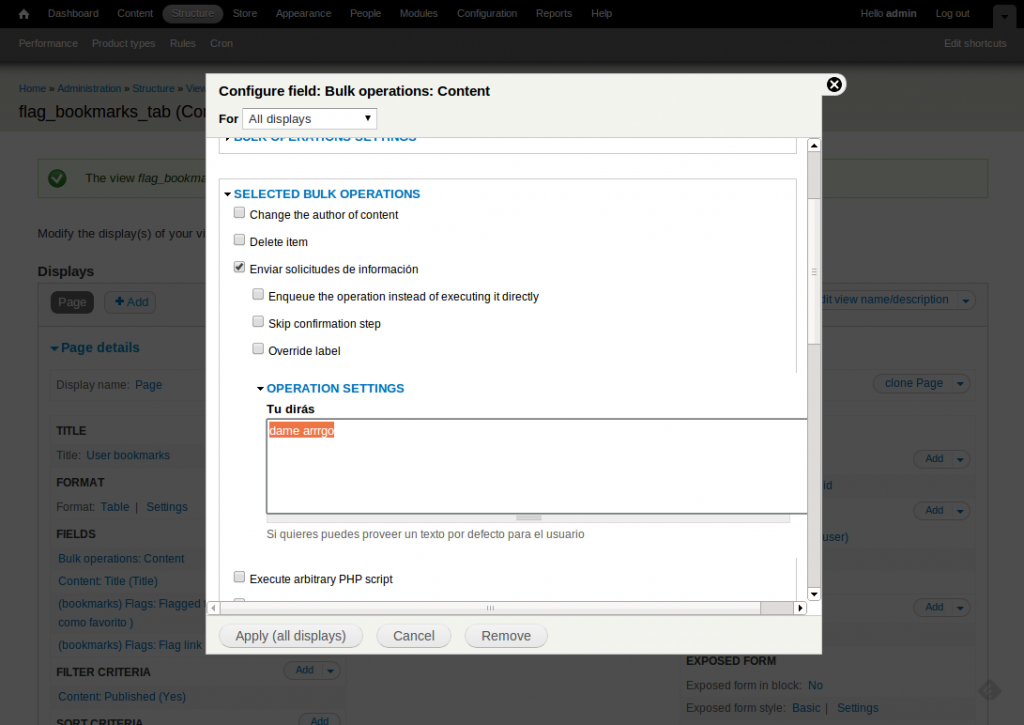 Dashboard Content Structure Store Appearance People Modules Configuration Reports Help Hello admin Log out
Performance Product types Rules Cron Edit shortcuts
Home » Administration » Structure » View
flag_bookmarks_tab (Co
The view flag_bookma
Modify the display(s) of your vi
Displays
Page Add
dit view name/description
Page details
Display name: Page
clone Page
TITLE
Title: User bookmarks
Add
FORMAT
Format: Table | Settings
Add
FIELDS
user)
Bulk operations: Content
Content: Title (Title)
(bookmarks) Flags: Flagged
como favorito )
Add
(bookmarks) Flags: Flag link
FILTER CRITERIA Add
Content: Published (Yes)
SORT CRITERIA Add
EXPOSED FORM
Exposed form in block: No
Exposed form style: Basic | Settings
Configure field: Bulk operations: Content
For All displays
BULK OPERATIONS SETTINGS
SELECTED BULK OPERATIONS
Change the author of content
Delete item
Enviar solicitudes de información
Enqueue the operation instead of executing it directly
Skip confirmation step
Override label
OPERATION SETTINGS
Tu dirás
dame arrrgo
Si quieres puedes proveer un texto por defecto para el usuario
Execute arbitrary PHP script
Apply (all displays) Cancel Remove